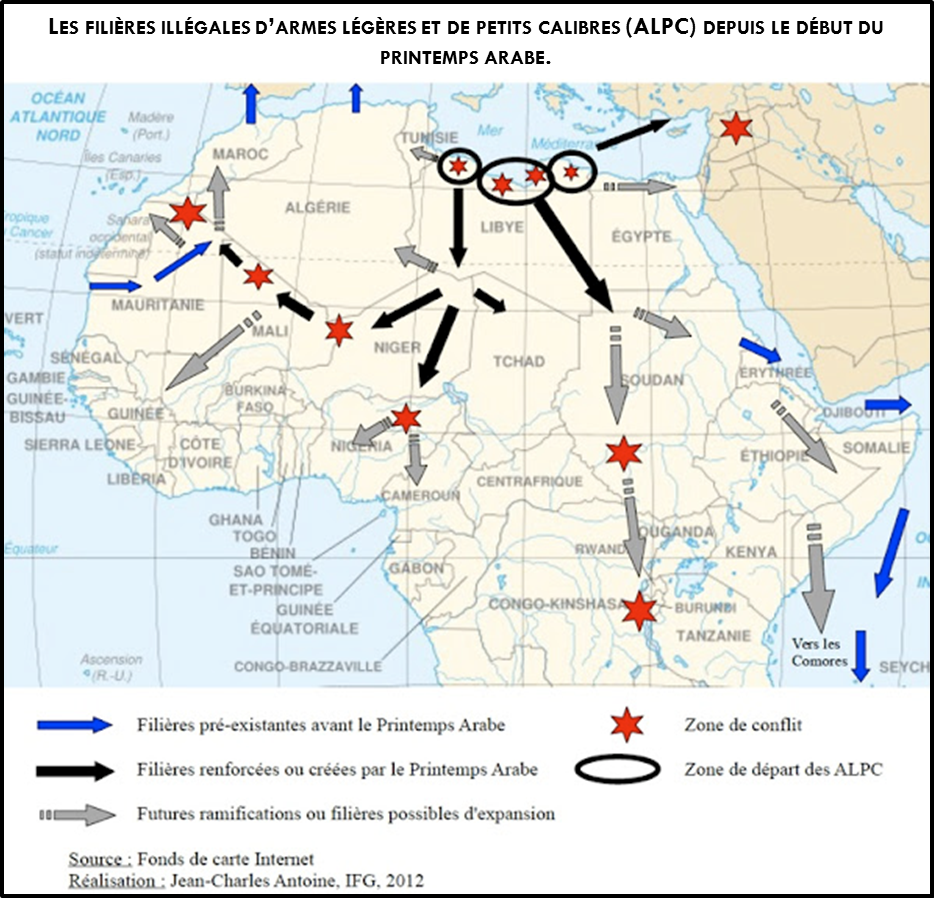 LES FILIÈRES ILLÉGALES D'ARMES LÉGÈRES ET DE PETITS CALIBRES (ALPC) DEPUIS LE DÉBUT DU
PRINTEMPS ARABE.
OCÉAN
ATLANTIQUE
NORD
Madère
(Port.)
Îles Canaries
(Esp.)
MAROC
TUNISIE
Mer
Méditerra
ALGÉRIE
LIBYE
ÉGYPTE
ropique
u Cancer
Sahara
occidental
(statut indéterminé)
MAURITANIE
VERT
MALI
NIGER
TCHAD
SOUDAN
ÉRYTHRÉE
SÉNÉGAL
GAMBIE
GUINÉE-
BISSAU
BURKINA-
FASO
GUINÉE
DJIBOUTI
SIERRA LEONE
CÔTE
D'IVOIRE
NIGERIA
ÉTHIOPIE
SOMALIE
LIBÉRIA
CENTRAFRIQUE
CAMEROUN
GHANA
TOGO
BÉNIN
SAO TOMÉ-
ET-PRINCIPE
GUINÉE
ÉQUATORIALE
OUGANDA
RWAND
KENYA
Équateur
GABON
CONGO-KINSHASA
BURUNDI
TANZANIE
CONGO-BRAZZAVILLE
Ascension
(R.-U.)
Vers les
Comores
SEYCH
Filières pré-existantes avant le Printemps Arabe
Zone de conflit
Filières renforcées ou créées par le Printemps Arabe
Zone de départ des ALPC
Futures ramifications ou filières possibles d'expansion
Source : Fonds de carte Internet
Réalisation : Jean-Charles Antoine, IFG, 2012